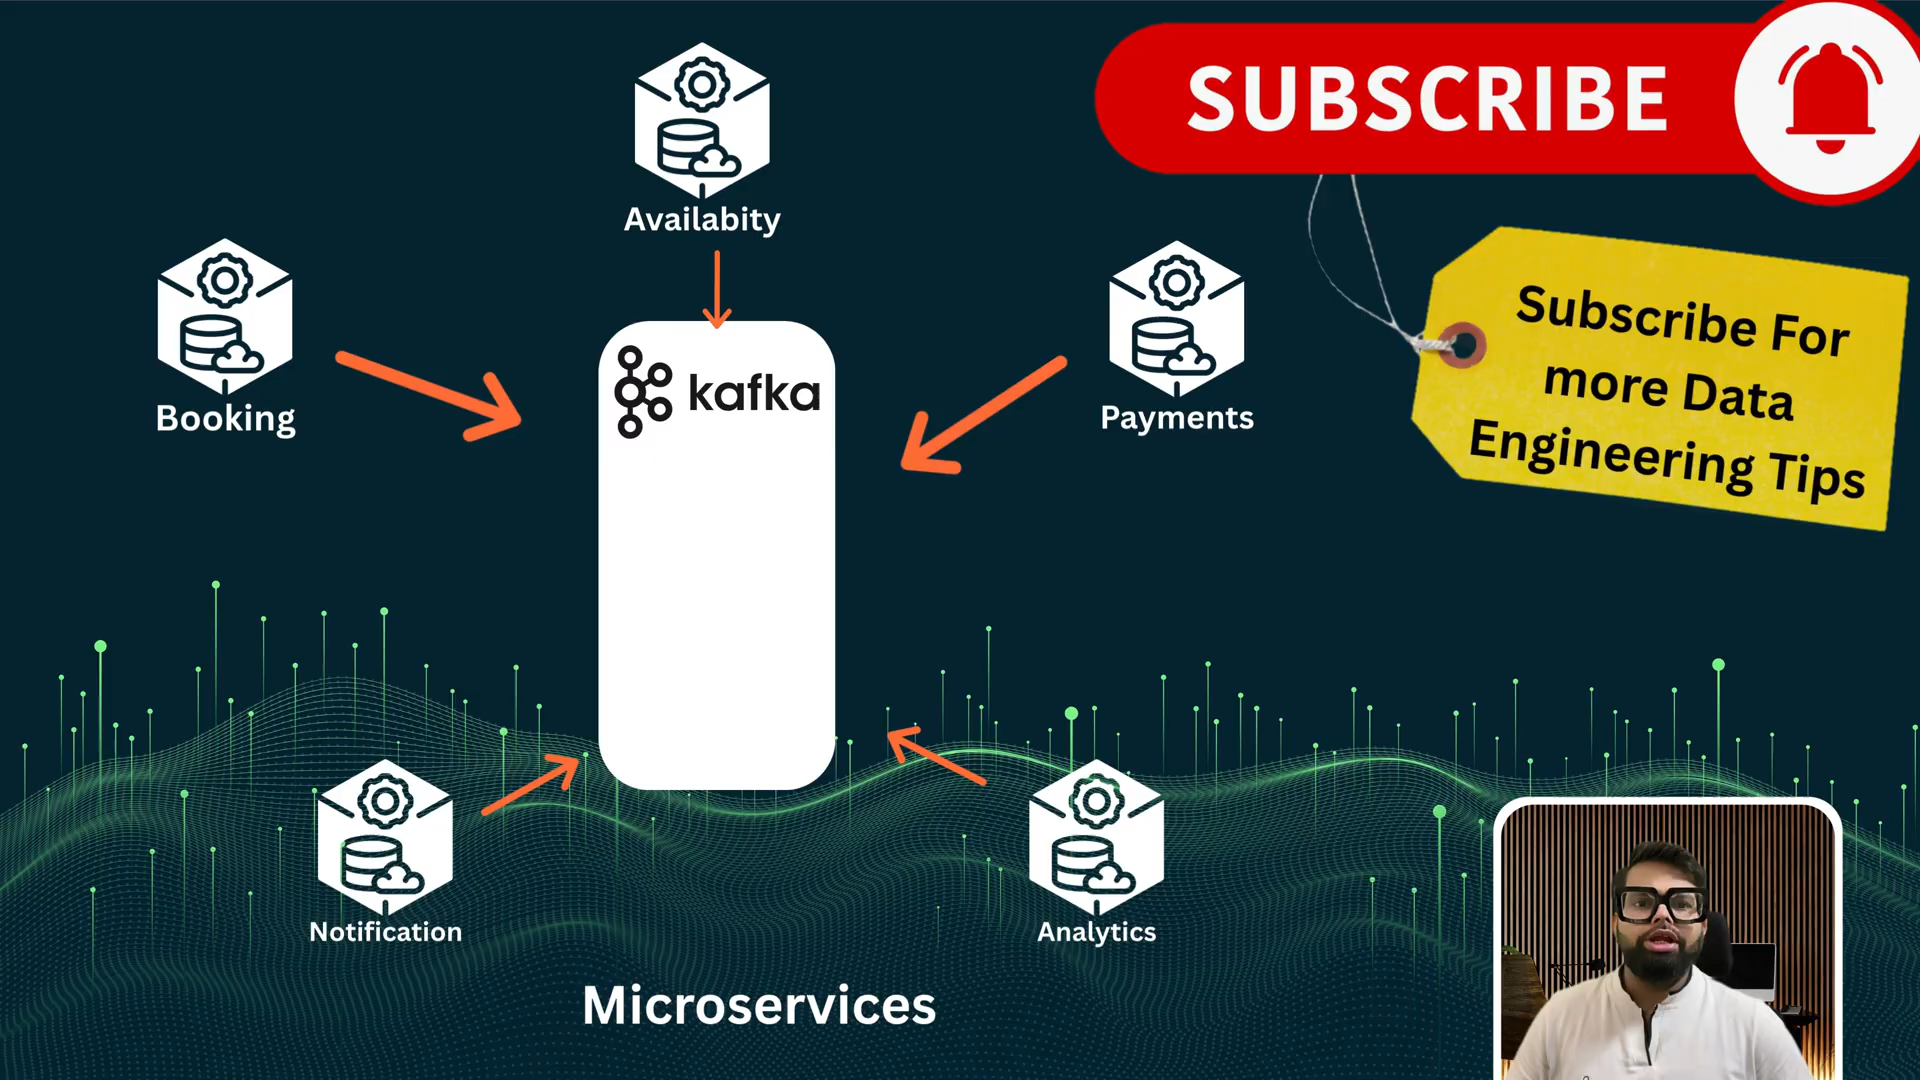 SUBSCRIBE
Availabity
Booking
kafka
Payments
Subscribe For
more Data
Engineering Tips
Notification
Analytics
Microservices